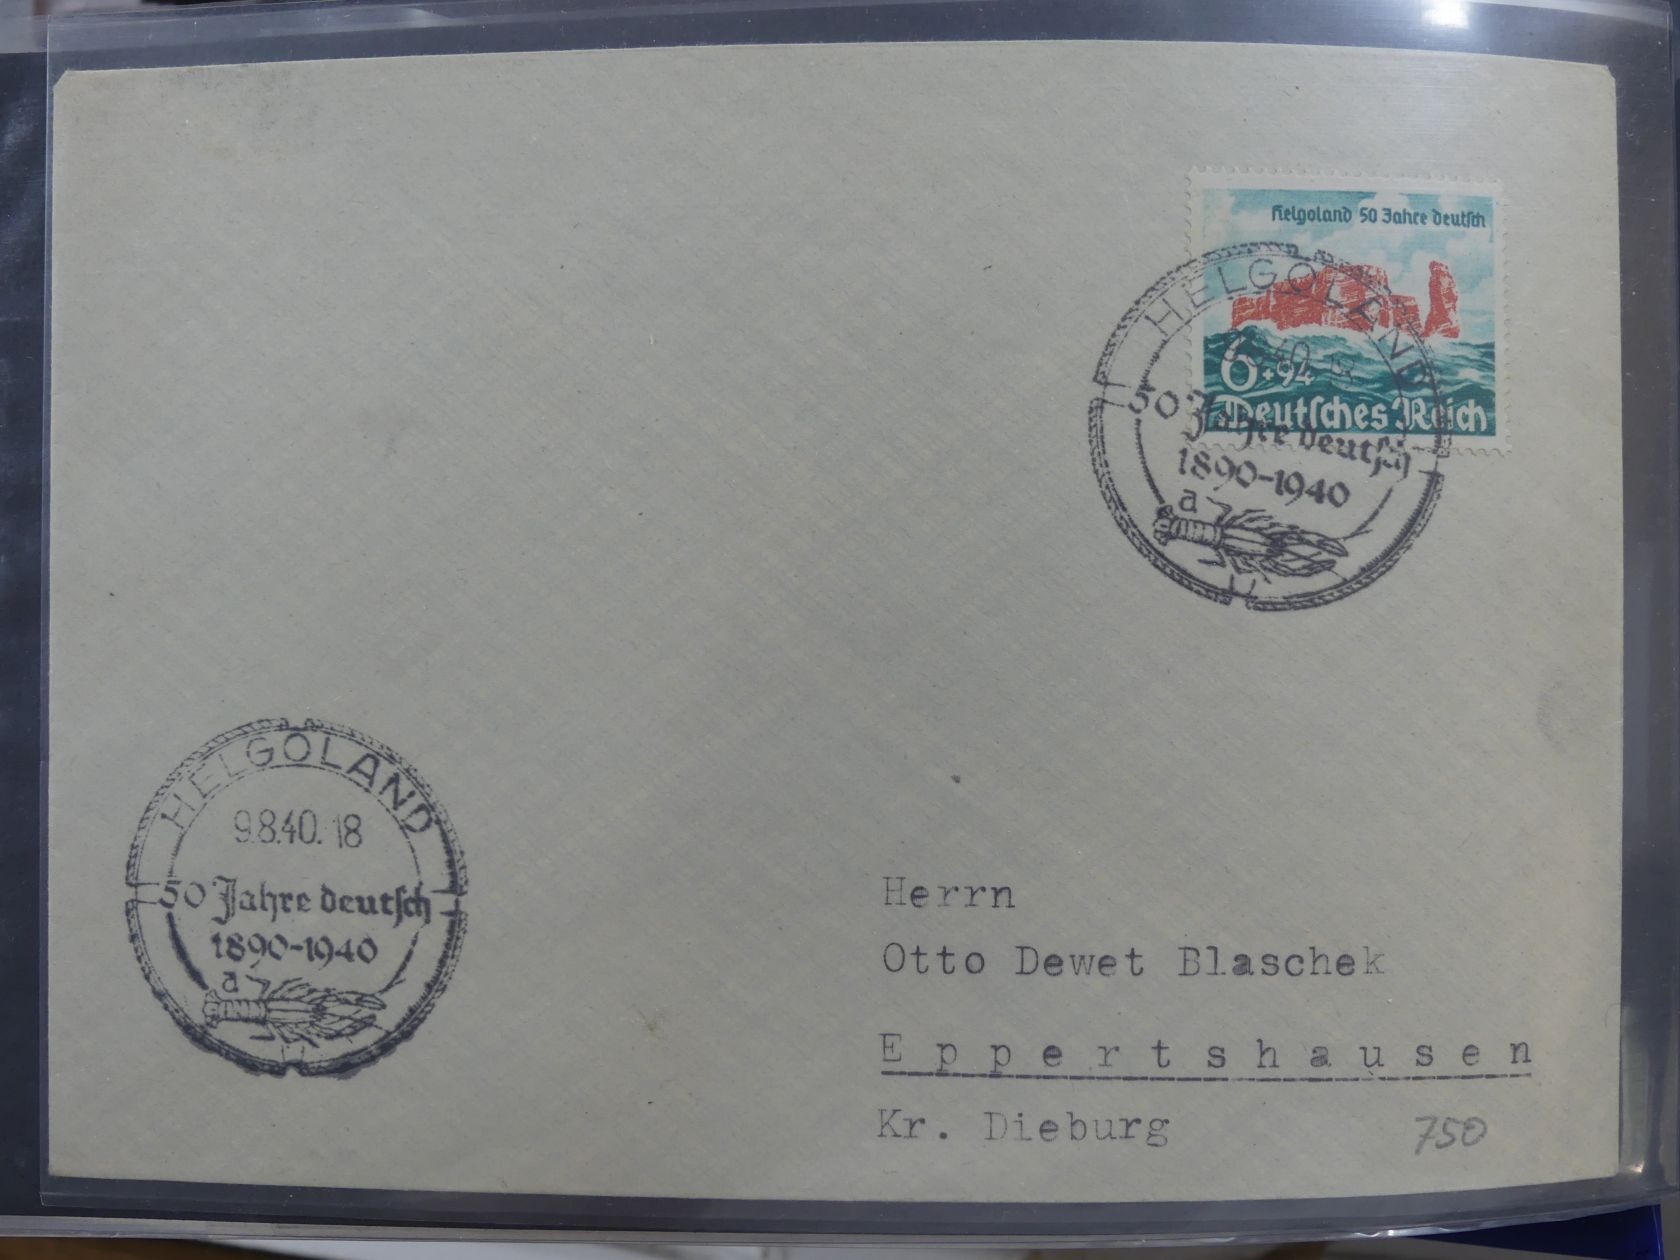 Helgoland 50 Jahre deutsch
6+94
Deutsches Reich
HELGOLAND
50 Jahre deutsch
1890-1940
a
HELGOLAND
9.8.40. 18
50 Jahre deutsch
1890-1940
a
Herrn
Otto Dewet Blaschek
Eppertshausen
Kr. Dieburg
750